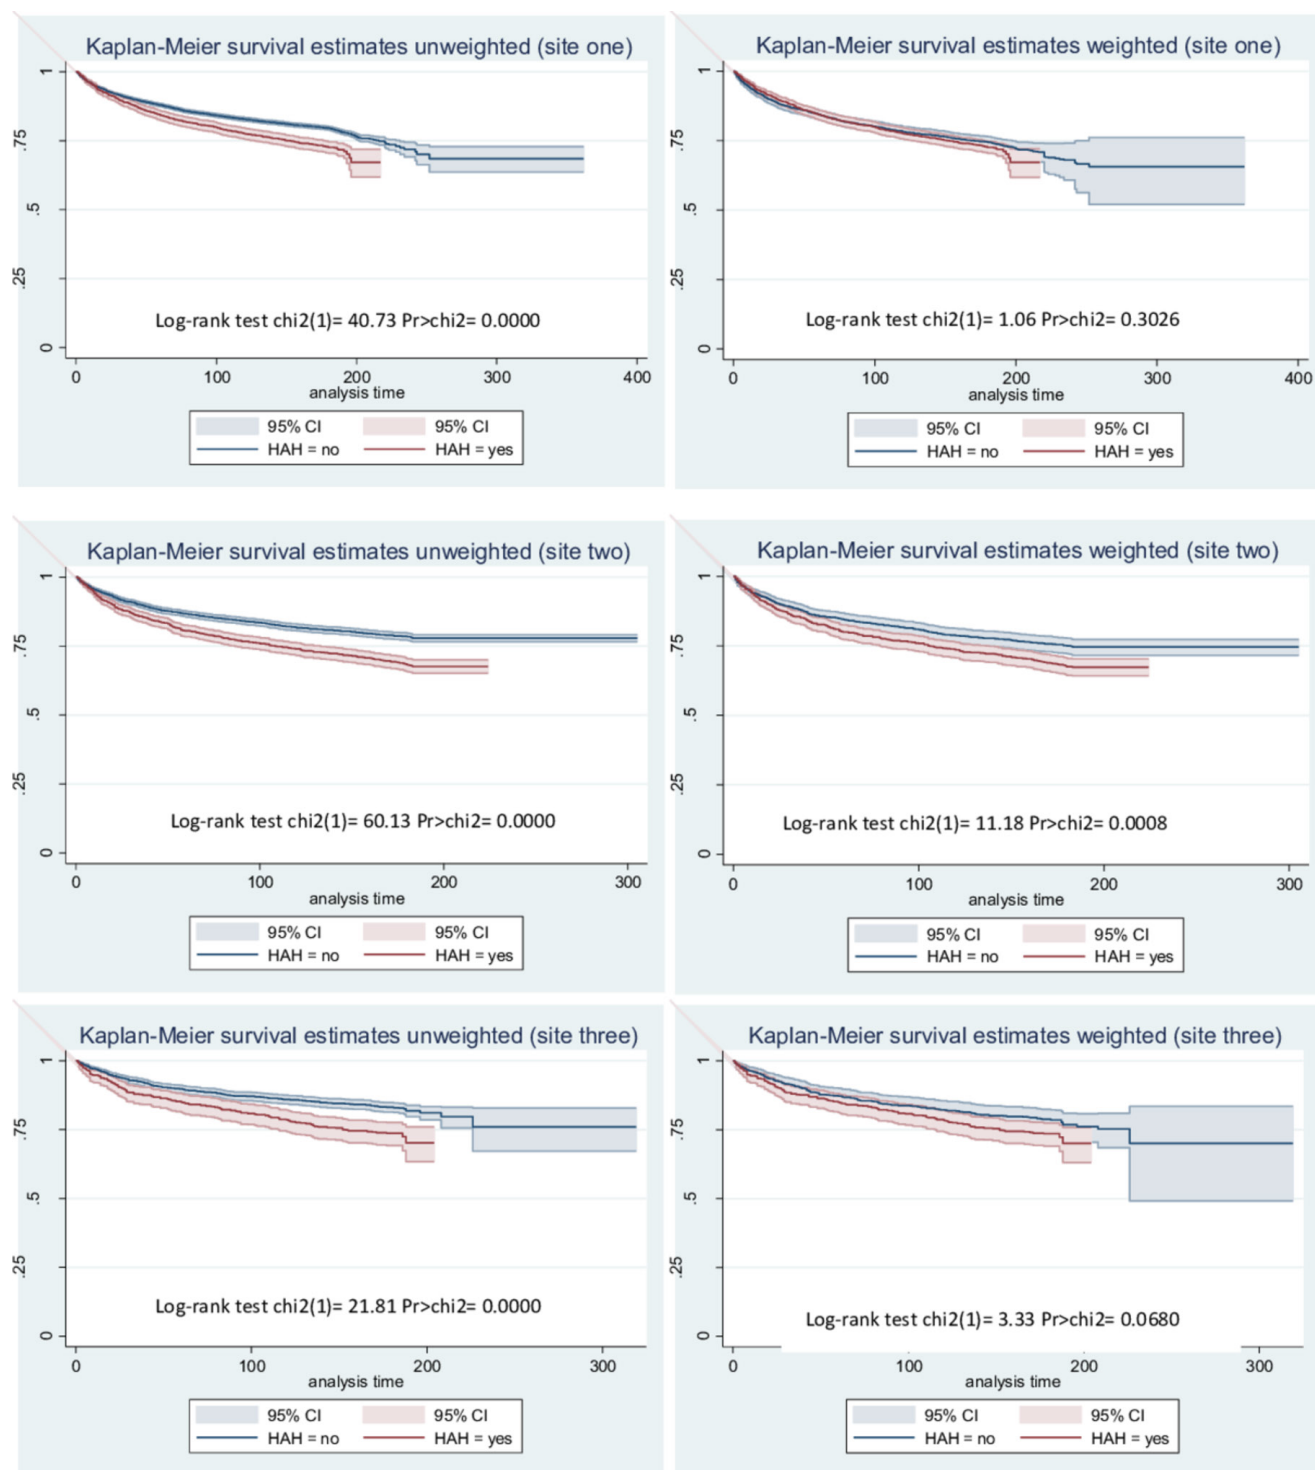 Kaplan-Meier survival estimates unweighted (site one)
1
.75
.5
.25
0
Log-rank test chi2(1)= 40.73 Pr>chi2= 0.0000
0 100 200 300 400
analysis time
95% CI 95% CI
HAH = no HAH = yes
Kaplan-Meier survival estimates weighted (site one)
1
.75
.5
.25
0
Log-rank test chi2(1)= 1.06 Pr>chi2= 0.3026
0 100 200 300 400
analysis time
95% CI 95% CI
HAH = no HAH = yes
Kaplan-Meier survival estimates unweighted (site two)
1
.75
.5
.25
0
Log-rank test chi2(1)= 60.13 Pr>chi2= 0.0000
0 100 200 300
analysis time
95% CI 95% CI
HAH = no HAH = yes
Kaplan-Meier survival estimates weighted (site two)
1
.75
.5
.25
0
Log-rank test chi2(1)= 11.18 Pr>chi2= 0.0008
0 100 200 300
analysis time
95% CI 95% CI
HAH = no HAH = yes
Kaplan-Meier survival estimates unweighted (site three)
1
.75
.5
.25
0
Log-rank test chi2(1)= 21.81 Pr>chi2= 0.0000
0 100 200 300
analysis time
95% CI 95% CI
HAH = no HAH = yes
Kaplan-Meier survival estimates weighted (site three)
1
.75
.5
.25
0
Log-rank test chi2(1)= 3.33 Pr>chi2= 0.0680
0 100 200 300
analysis time
95% CI 95% CI
HAH = no HAH = yes